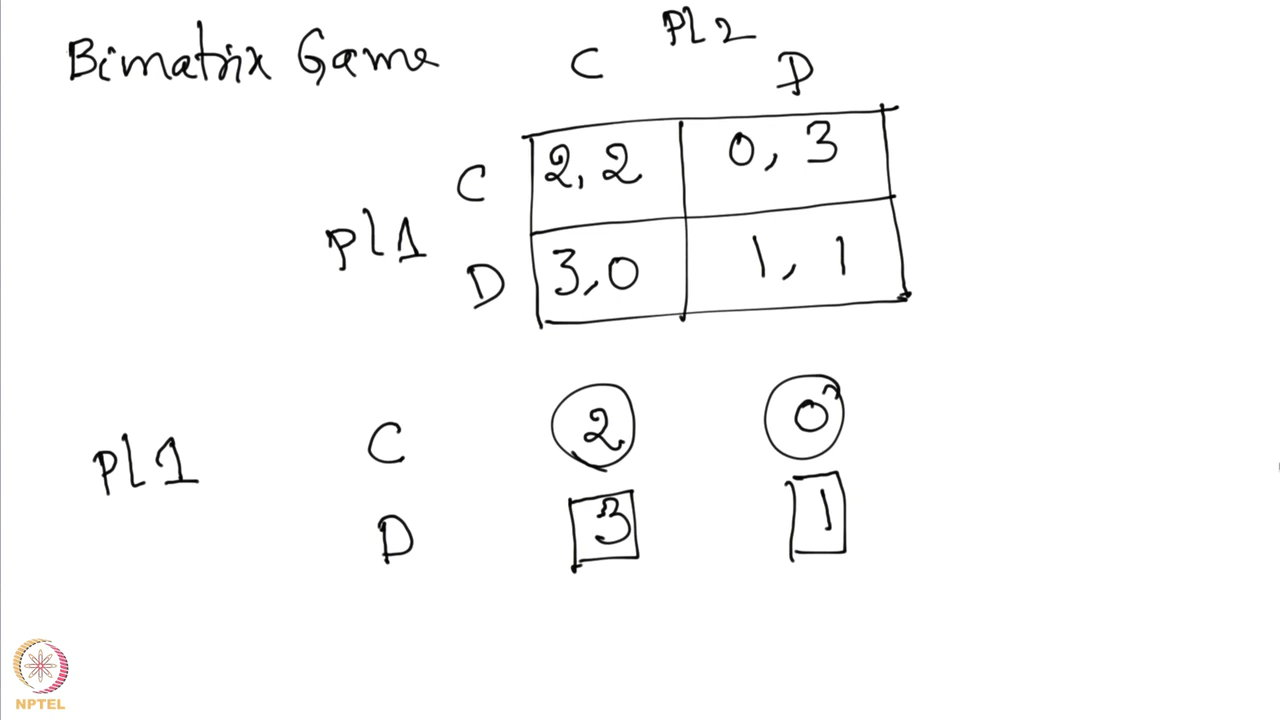 Bimatrix Game
Pl 2
C D
C 2, 2 0, 3
Pl 1
D 3, 0 1, 1
C 2 0
Pl 1
D 3 1
NPTEL